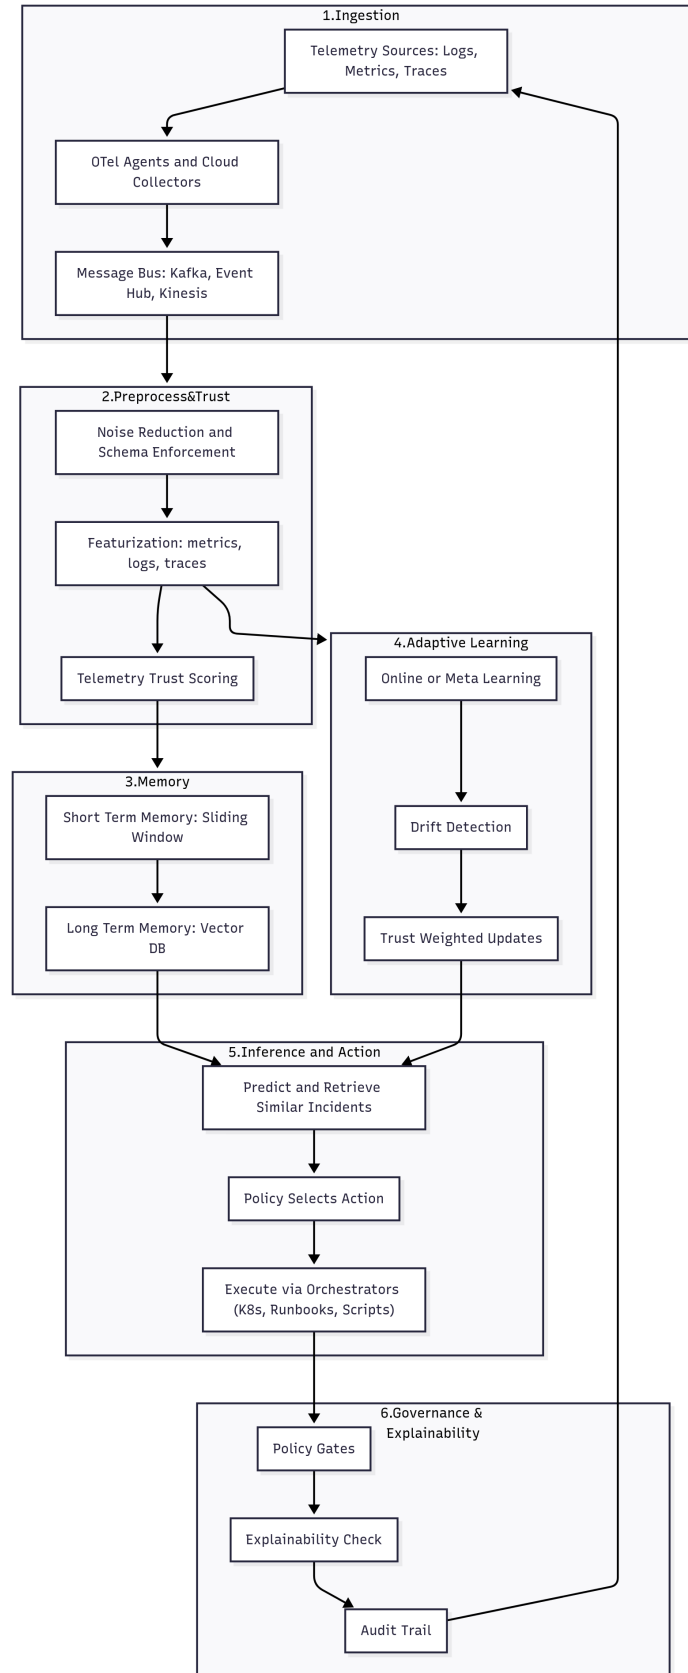 1.Ingestion
Telemetry Sources: Logs,
Metrics, Traces
OTel Agents and Cloud
Collectors
Message Bus: Kafka, Event
Hub, Kinesis
2.Preprocess&Trust
Noise Reduction and
Schema Enforcement
Featurization: metrics,
logs, traces
Telemetry Trust Scoring
4.Adaptive Learning
Online or Meta Learning
Drift Detection
Trust Weighted Updates
3.Memory
Short Term Memory: Sliding
Window
Long Term Memory: Vector
DB
5.Inference and Action
Predict and Retrieve
Similar Incidents
Policy Selects Action
Execute via Orchestrators
(K8s, Runbooks, Scripts)
6.Governance &
Explainability
Policy Gates
Explainability Check
Audit Trail